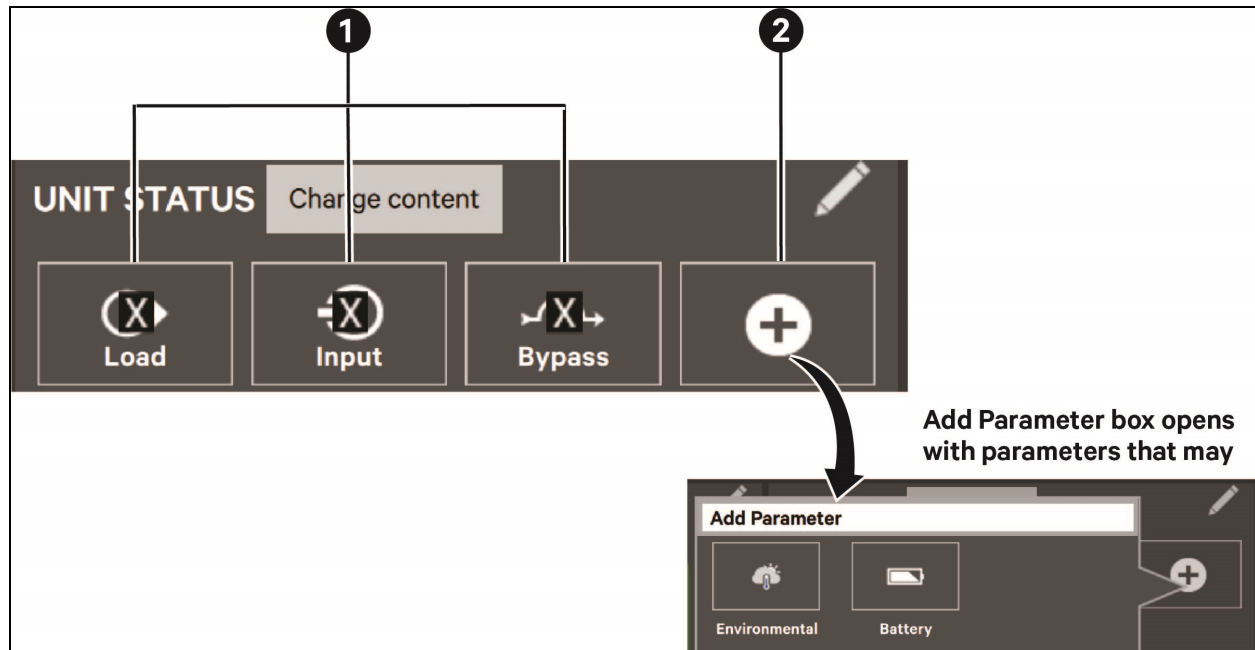 1 2
UNIT STATUS Change content
X X X
Load Input Bypass
Add Parameter box opens
with parameters that may
Add Parameter
Environmental Battery